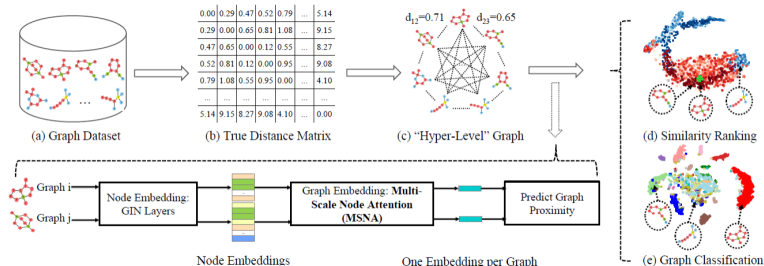 0.00 0.29 0.47 0.52 0.79 ... 5.14
0.29 0.00 0.65 0.81 1.08 ... 9.15
0.47 0.65 0.00 0.12 0.55 ... 8.27
0.52 0.81 0.12 0.00 0.95 ... 9.08
0.79 1.08 0.55 0.95 0.00 ... 4.10
... ... ... ... ... ... ...
5.14 9.15 8.27 9.08 4.10 ... 0.00
d12=0.71 d23=0.65
...
(a) Graph Dataset
(b) True Distance Matrix
(c) “Hyper-Level” Graph
(d) Similarity Ranking
Graph i
Graph j
Node Embedding:
GIN Layers
Graph Embedding: Multi-
Scale Node Attention
(MSNA)
Predict Graph
Proximity
Node Embeddings
One Embedding per Graph
(e) Graph Classification